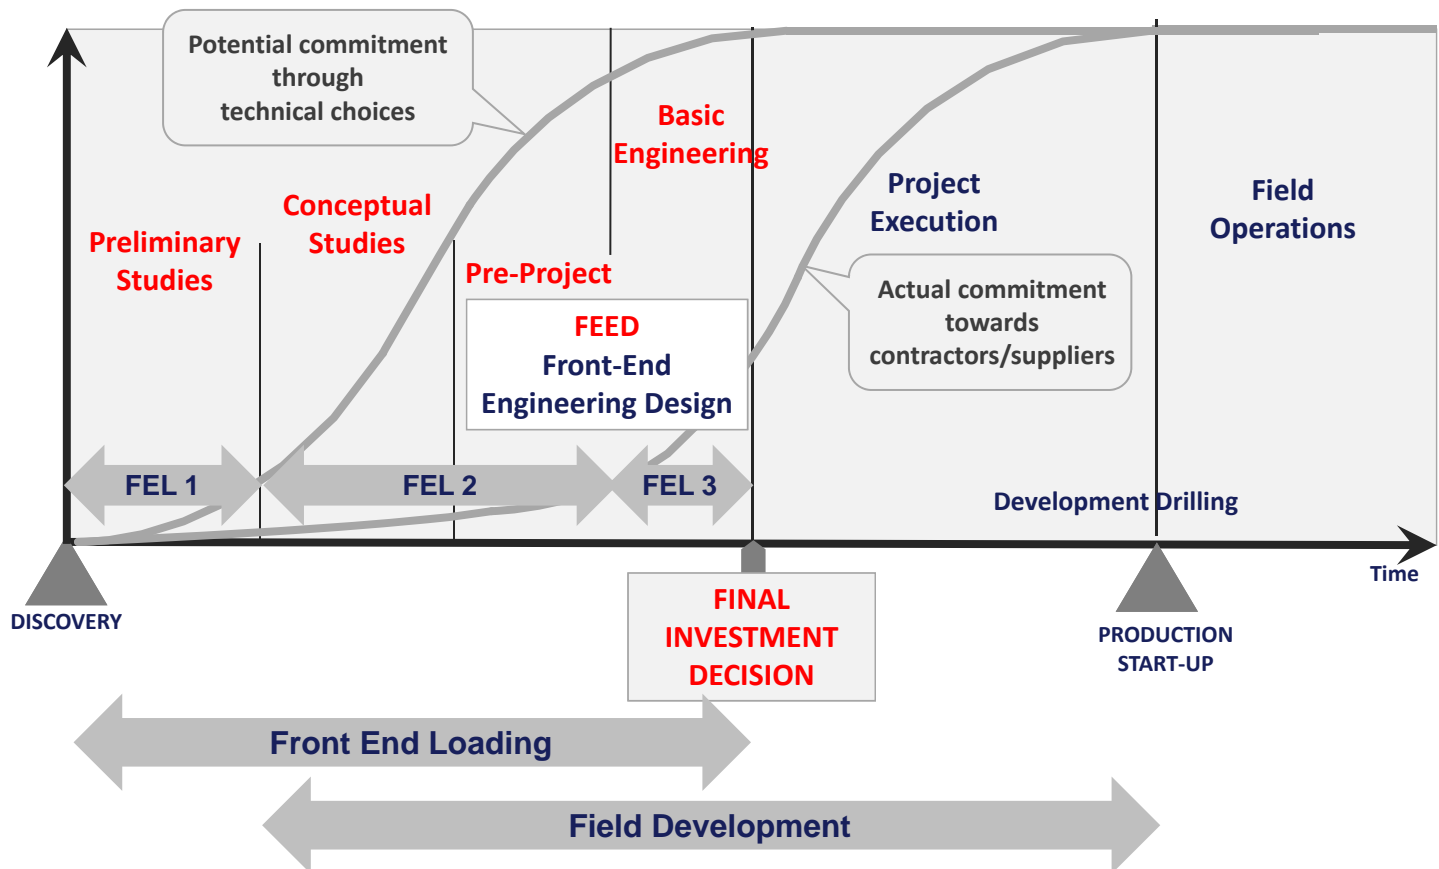 Potential commitment
through
technical choices
Basic
Engineering
Project
Execution
Field
Operations
Conceptual
Studies
Preliminary
Studies
Pre-Project
FEED
Front-End
Engineering Design
Actual commitment
towards
contractors/suppliers
FEL 1
FEL 2
FEL 3
Development Drilling
Time
DISCOVERY
FINAL
INVESTMENT
DECISION
PRODUCTION
START-UP
Front End Loading
Field Development